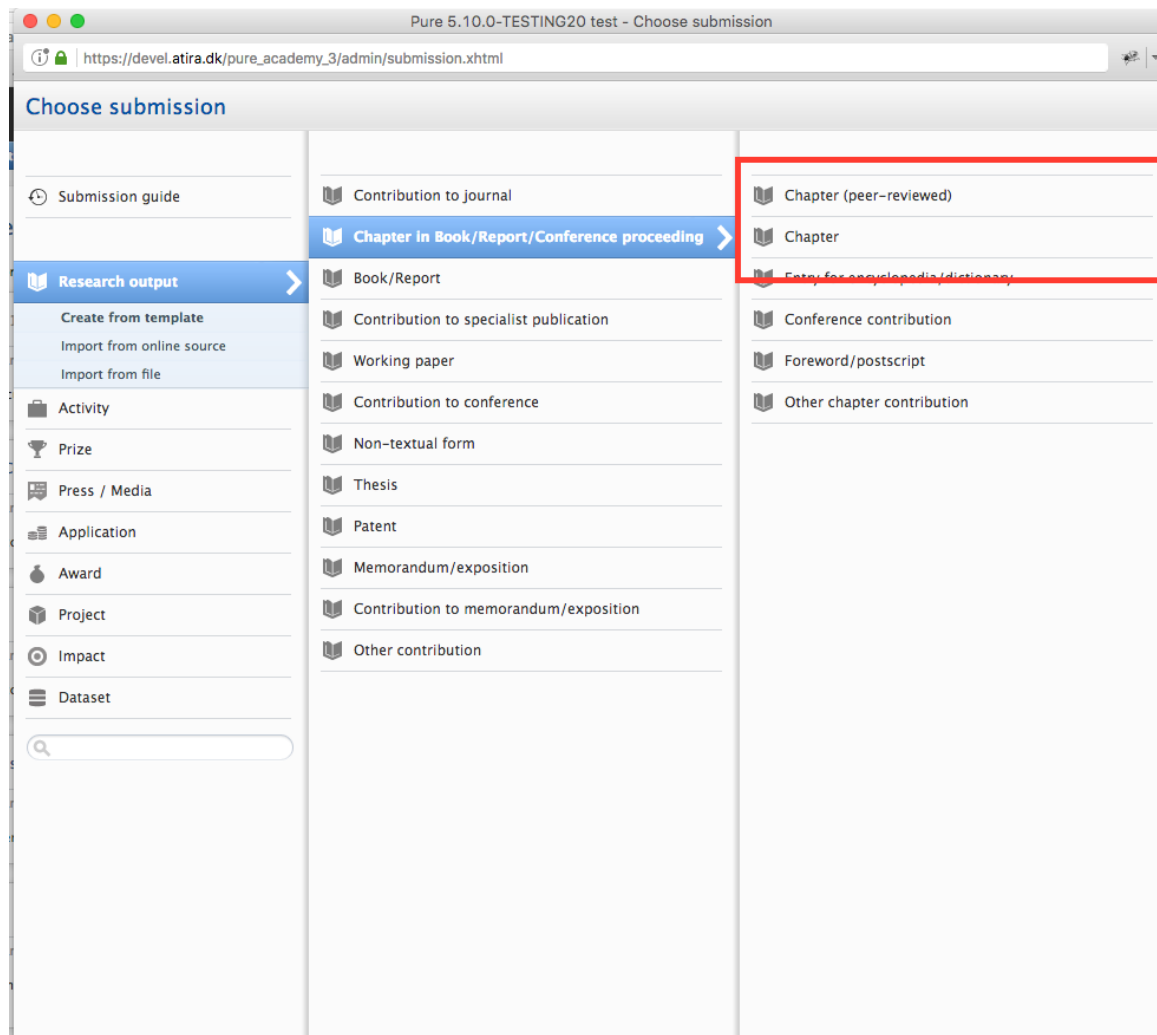 Pure 5.10.0-TESTING20 test - Choose submission
https://devel.atira.dk/pure_academy_3/admin/submission.xhtml
Choose submission
Submission guide
Research output
Create from template
Import from online source
Import from file
Activity
Prize
Press / Media
Application
Award
Project
Impact
Dataset
Contribution to journal
Chapter in Book/Report/Conference proceeding
Book/Report
Contribution to specialist publication
Working paper
Contribution to conference
Non-textual form
Thesis
Patent
Memorandum/exposition
Contribution to memorandum/exposition
Other contribution
Chapter (peer-reviewed)
Chapter
Entry for encyclopedia/dictionary
Conference contribution
Foreword/postscript
Other chapter contribution